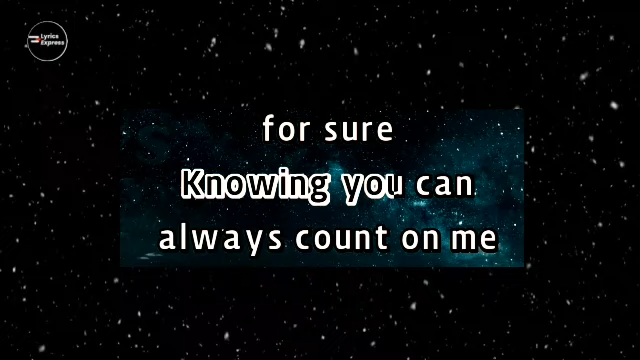 Lyrics
Express
for sure
Knowing you can
always count on me